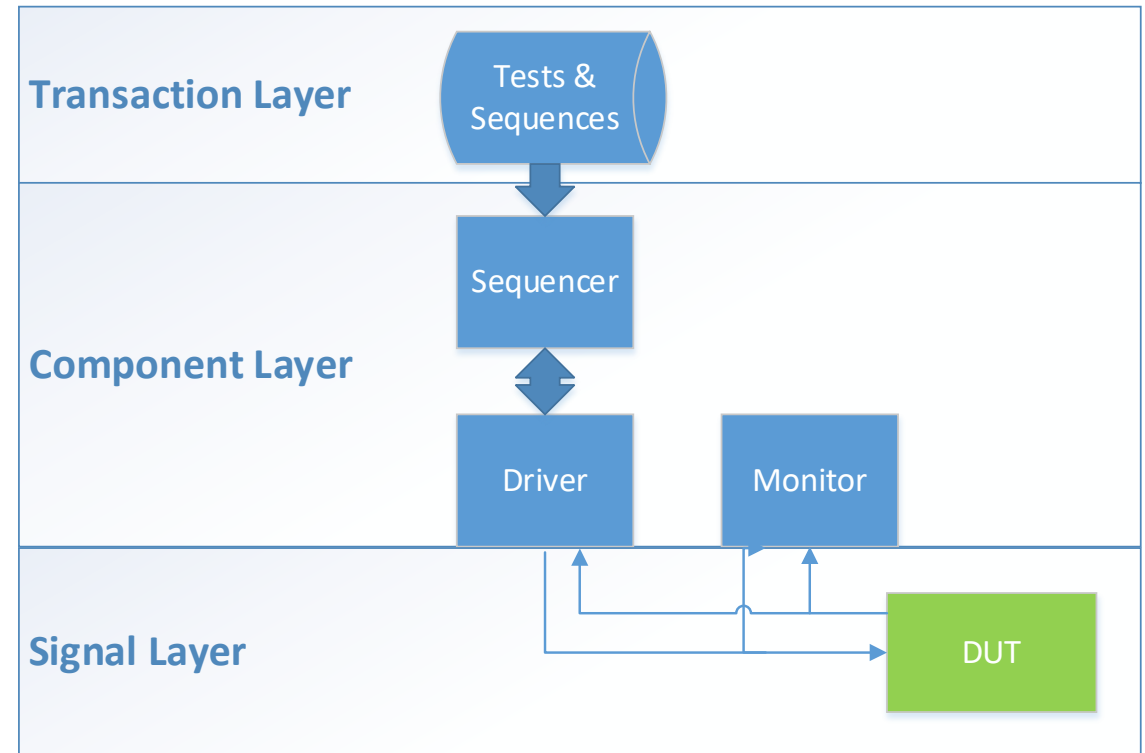 Transaction Layer
Tests &
Sequences
Component Layer
Sequencer
Driver
Monitor
Signal Layer
DUT